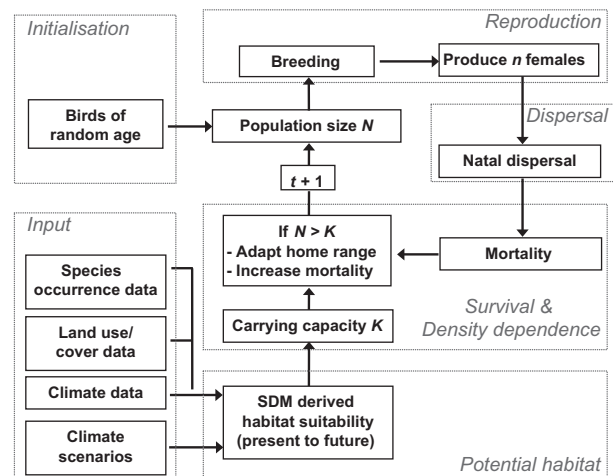 Initialisation
Reproduction
Breeding
Produce n females
Birds of
random age
Population size N
Dispersal
Natal dispersal
t + 1
Input
If N > K
- Adapt home range
- Increase mortality
Mortality
Species
occurrence data
Survival &
Density dependence
Carrying capacity K
Land use/
cover data
Climate data
SDM derived
habitat suitability
(present to future)
Climate
scenarios
Potential habitat